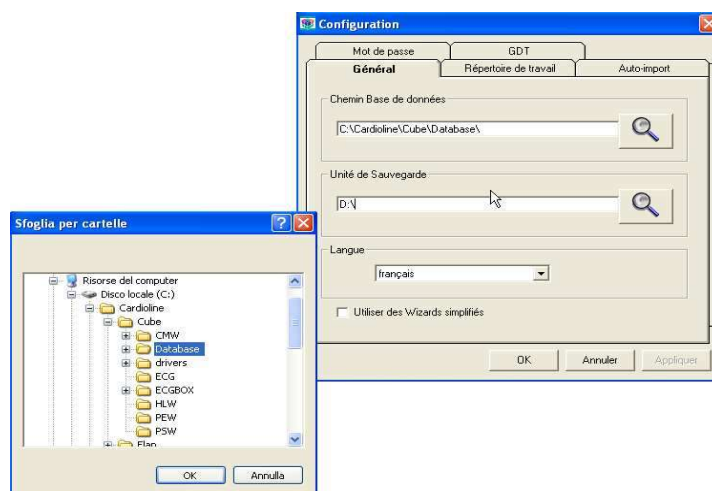 Configuration
Mot de passe
GDT
Général
Répertoire de travail
Auto-import
Chemin Base de données
C:\Cardioline\Cube\Database\
Unité de Sauvegarde
D:\
Langue
français
Utiliser des Wizards simplifiés
OK
Annuler
Appliquer
Sfoglia per cartelle
Risorse del computer
Disco locale (C:)
Cardioline
Cube
CMW
Database
drivers
ECG
ECGBOX
HLW
PEW
PSW
OK
Annulla